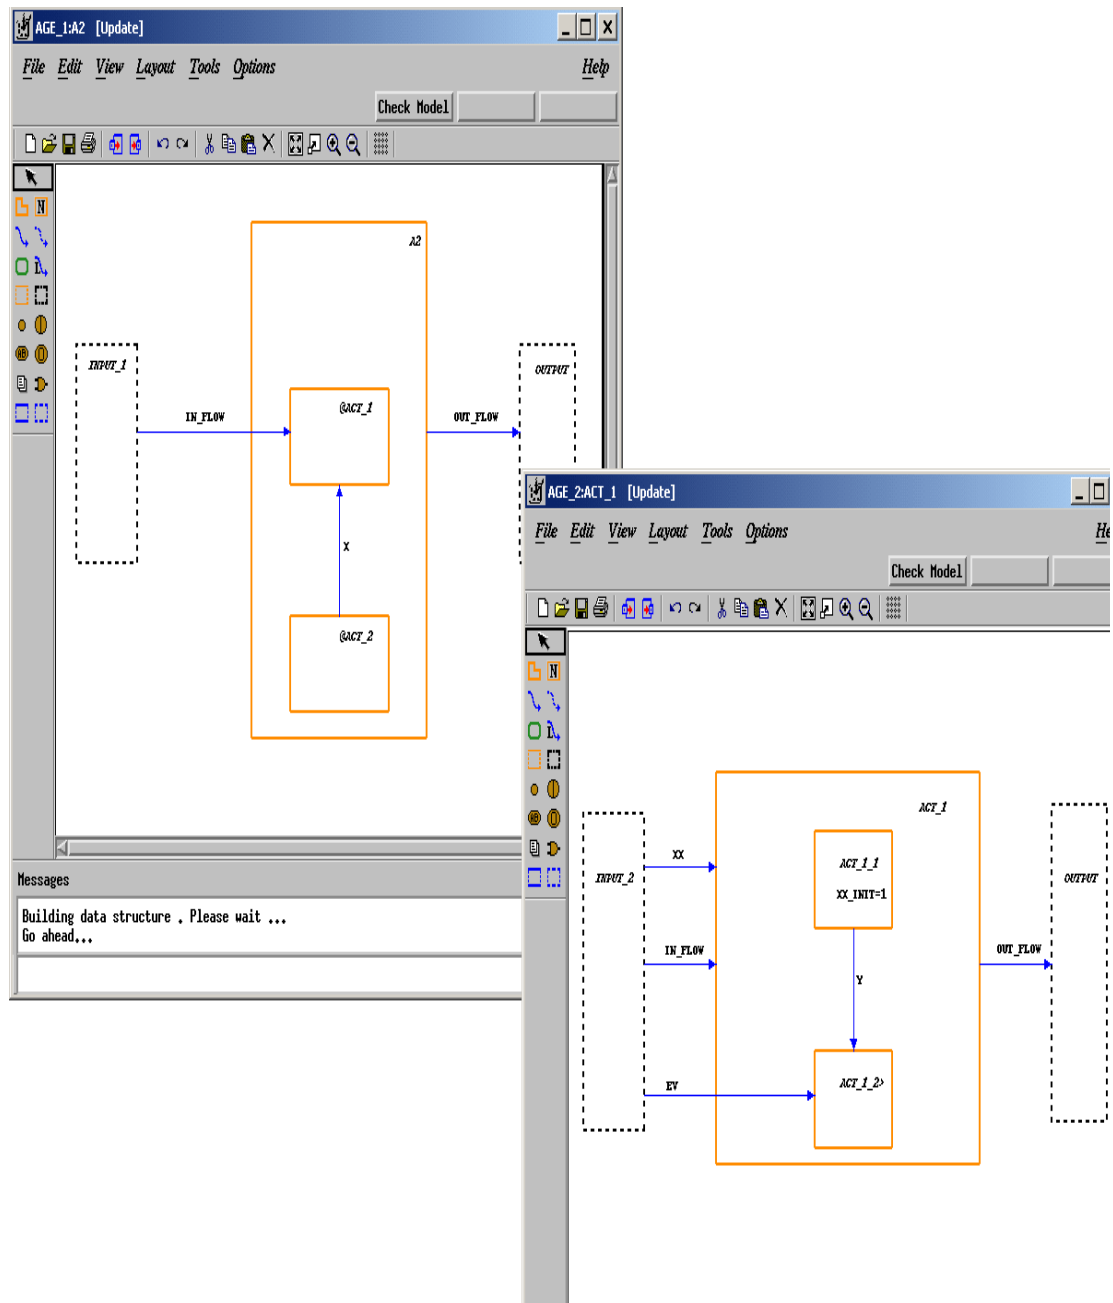 AGE_1:A2 [Update]
File Edit View Layout Tools Options Help
Check Model
A2
INPUT_1
IN_FLOW
@ACT_1
OUT_FLOW
OUTPUT
X
@ACT_2
Messages
Building data structure . Please wait ...
Go ahead...
AGE_2:ACT_1 [Update]
File Edit View Layout Tools Options He
Check Model
ACT_1
INPUT_2
XX
ACT_1_1
XX_INIT=1
IN_FLOW
OUT_FLOW
OUTPUT
Y
EV
ACT_1_2>